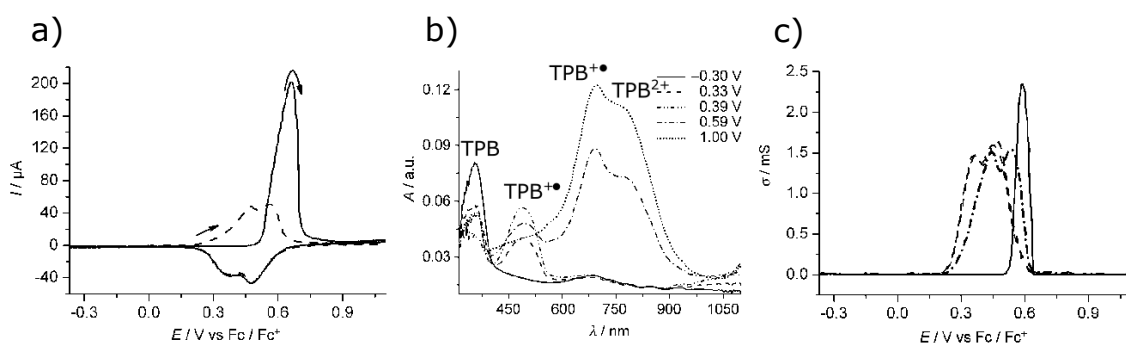 a)
I / µA
200
160
120
80
40
0
-40
-0.3 0.0 0.3 0.6 0.9
E / V vs Fc / Fc⁺
b)
A / a.u.
0.12
0.09
0.06
0.03
TPB
TPB⁺●
TPB⁺●
TPB²⁺
−0.30 V
0.33 V
0.39 V
0.59 V
1.00 V
450 600 750 900 1050
λ / nm
c)
σ / mS
2.5
2.0
1.5
1.0
0.5
0.0
-0.3 0.0 0.3 0.6 0.9
E / V vs Fc / Fc⁺